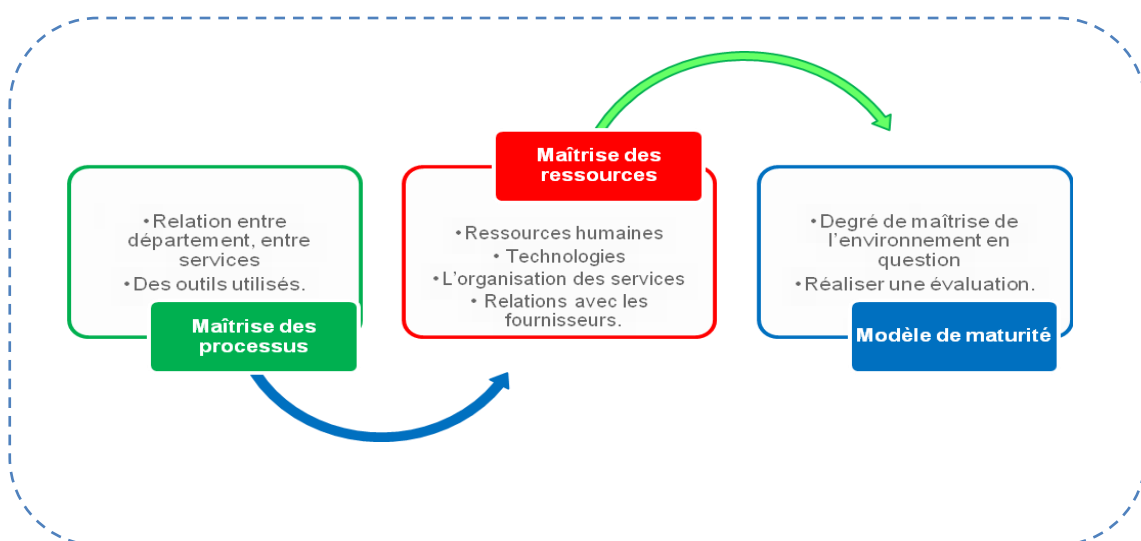 • Relation entre
département, entre
services
• Des outils utilisés.
Maîtrise des
processus
Maîtrise des
ressources
• Ressources humaines
• Technologies
• L'organisation des services
• Relations avec les
fournisseurs.
• Degré de maîtrise de
l'environnement en
question
• Réaliser une évaluation.
Modèle de maturité